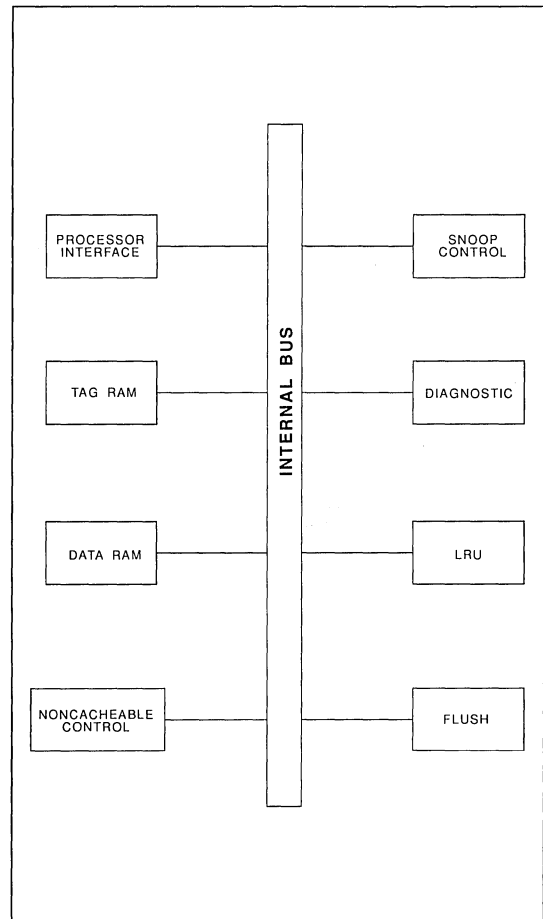 PROCESSOR
INTERFACE
TAG RAM
DATA RAM
NONCACHEABLE
CONTROL
INTERNAL BUS
SNOOP
CONTROL
DIAGNOSTIC
LRU
FLUSH